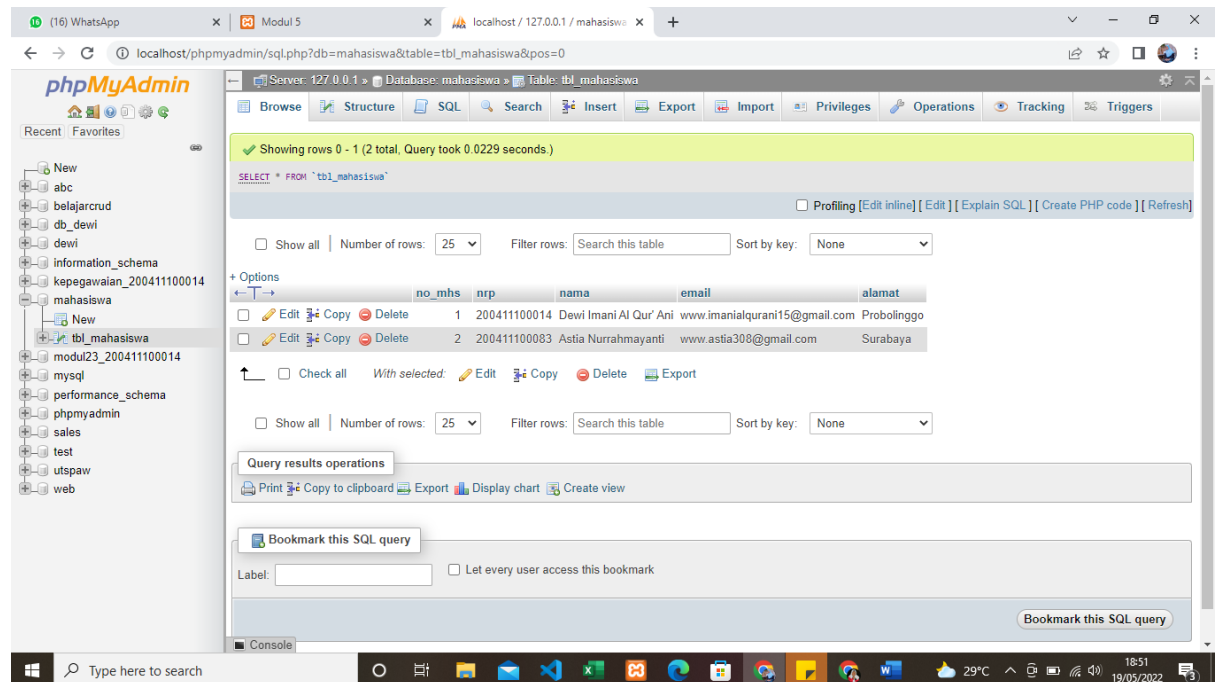 (16) WhatsApp
Modul 5
localhost / 127.0.0.1 / mahasiswa
localhost/phpmyadmin/sql.php?db=mahasiswa&table=tbl_mahasiswa&pos=0
phpMyAdmin
Recent Favorites
New
abc
belajarcrud
db_dewi
dewi
information_schema
kepegawaian_200411100014
mahasiswa
New
tbl_mahasiswa
modul23_200411100014
mysql
performance_schema
phpmyadmin
sales
test
utspaw
web
Server: 127.0.0.1 » Database: mahasiswa » Table: tbl_mahasiswa
Browse Structure SQL Search Insert Export Import Privileges Operations Tracking Triggers
Showing rows 0 - 1 (2 total, Query took 0.0229 seconds.)
SELECT * FROM `tbl_mahasiswa`
Profiling [Edit inline] [ Edit ] [ Explain SQL ] [ Create PHP code ] [ Refresh]
Show all | Number of rows: 25 Filter rows: Search this table Sort by key: None
+ Options
←T→ no_mhs nrp nama email alamat
Edit Copy Delete 1 200411100014 Dewi Imani Al Qur' Ani www.imanialqurani15@gmail.com Probolinggo
Edit Copy Delete 2 200411100083 Astia Nurrahmayanti www.astia308@gmail.com Surabaya
Check all With selected: Edit Copy Delete Export
Show all | Number of rows: 25 Filter rows: Search this table Sort by key: None
Query results operations
Print Copy to clipboard Export Display chart Create view
Bookmark this SQL query
Label: Let every user access this bookmark
Bookmark this SQL query
Console
Type here to search
29°C
18:51
19/05/2022
3